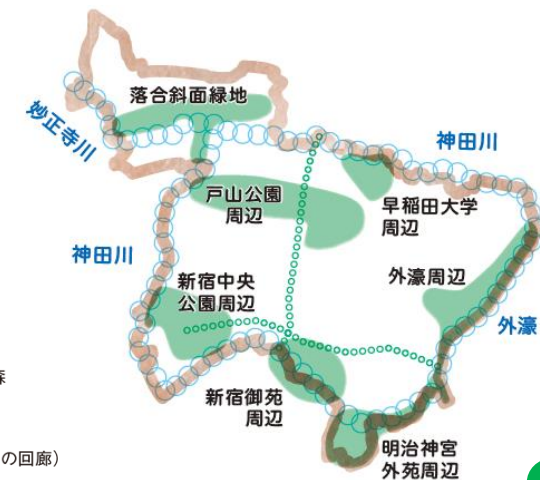 落合斜面緑地
妙正寺川
神田川
戸山公園
周辺
早稲田大学
周辺
神田川
外濠周辺
新宿中央
公園周辺
外濠
森
新宿御苑
周辺
の回廊）
明治神宮
外苑周辺